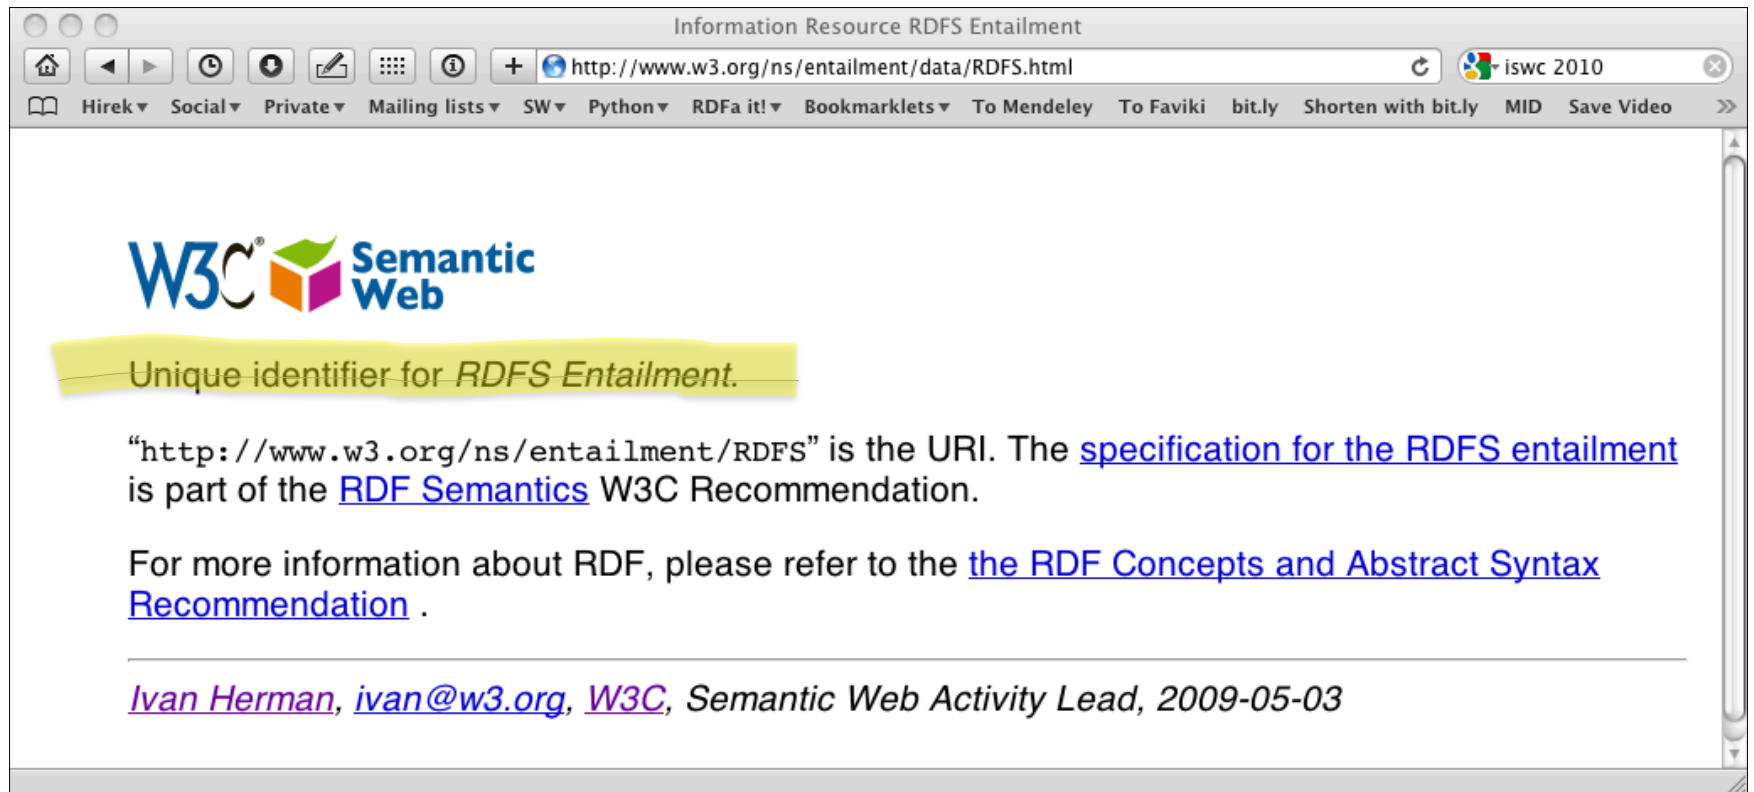 Information Resource RDFS Entailment
http://www.w3.org/ns/entailment/data/RDFS.html
iswc 2010
Hirek Social Private Mailing lists SW Python RDFa it! Bookmarklets To Mendeley To Faviki bit.ly Shorten with bit.ly MID Save Video
W3C® Semantic
Web
Unique identifier for RDFS Entailment.
“http://www.w3.org/ns/entailment/RDFS” is the URI. The specification for the RDFS entailment
is part of the RDF Semantics W3C Recommendation.
For more information about RDF, please refer to the the RDF Concepts and Abstract Syntax
Recommendation .
Ivan Herman, ivan@w3.org, W3C, Semantic Web Activity Lead, 2009-05-03